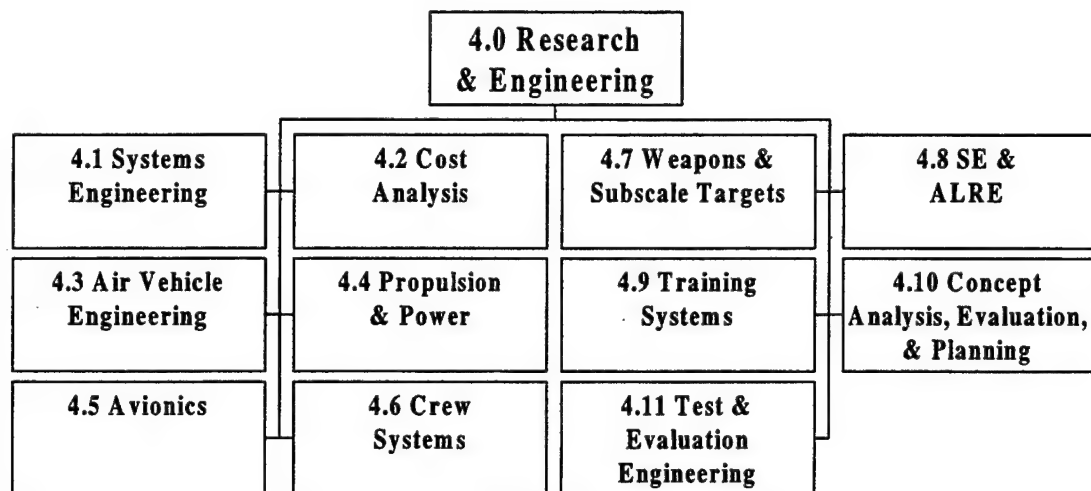 4.0 Research
& Engineering
4.1 Systems
Engineering
4.2 Cost
Analysis
4.7 Weapons &
Subscale Targets
4.8 SE &
ALRE
4.3 Air Vehicle
Engineering
4.4 Propulsion
& Power
4.9 Training
Systems
4.10 Concept
Analysis, Evaluation,
& Planning
4.5 Avionics
4.6 Crew
Systems
4.11 Test &
Evaluation
Engineering